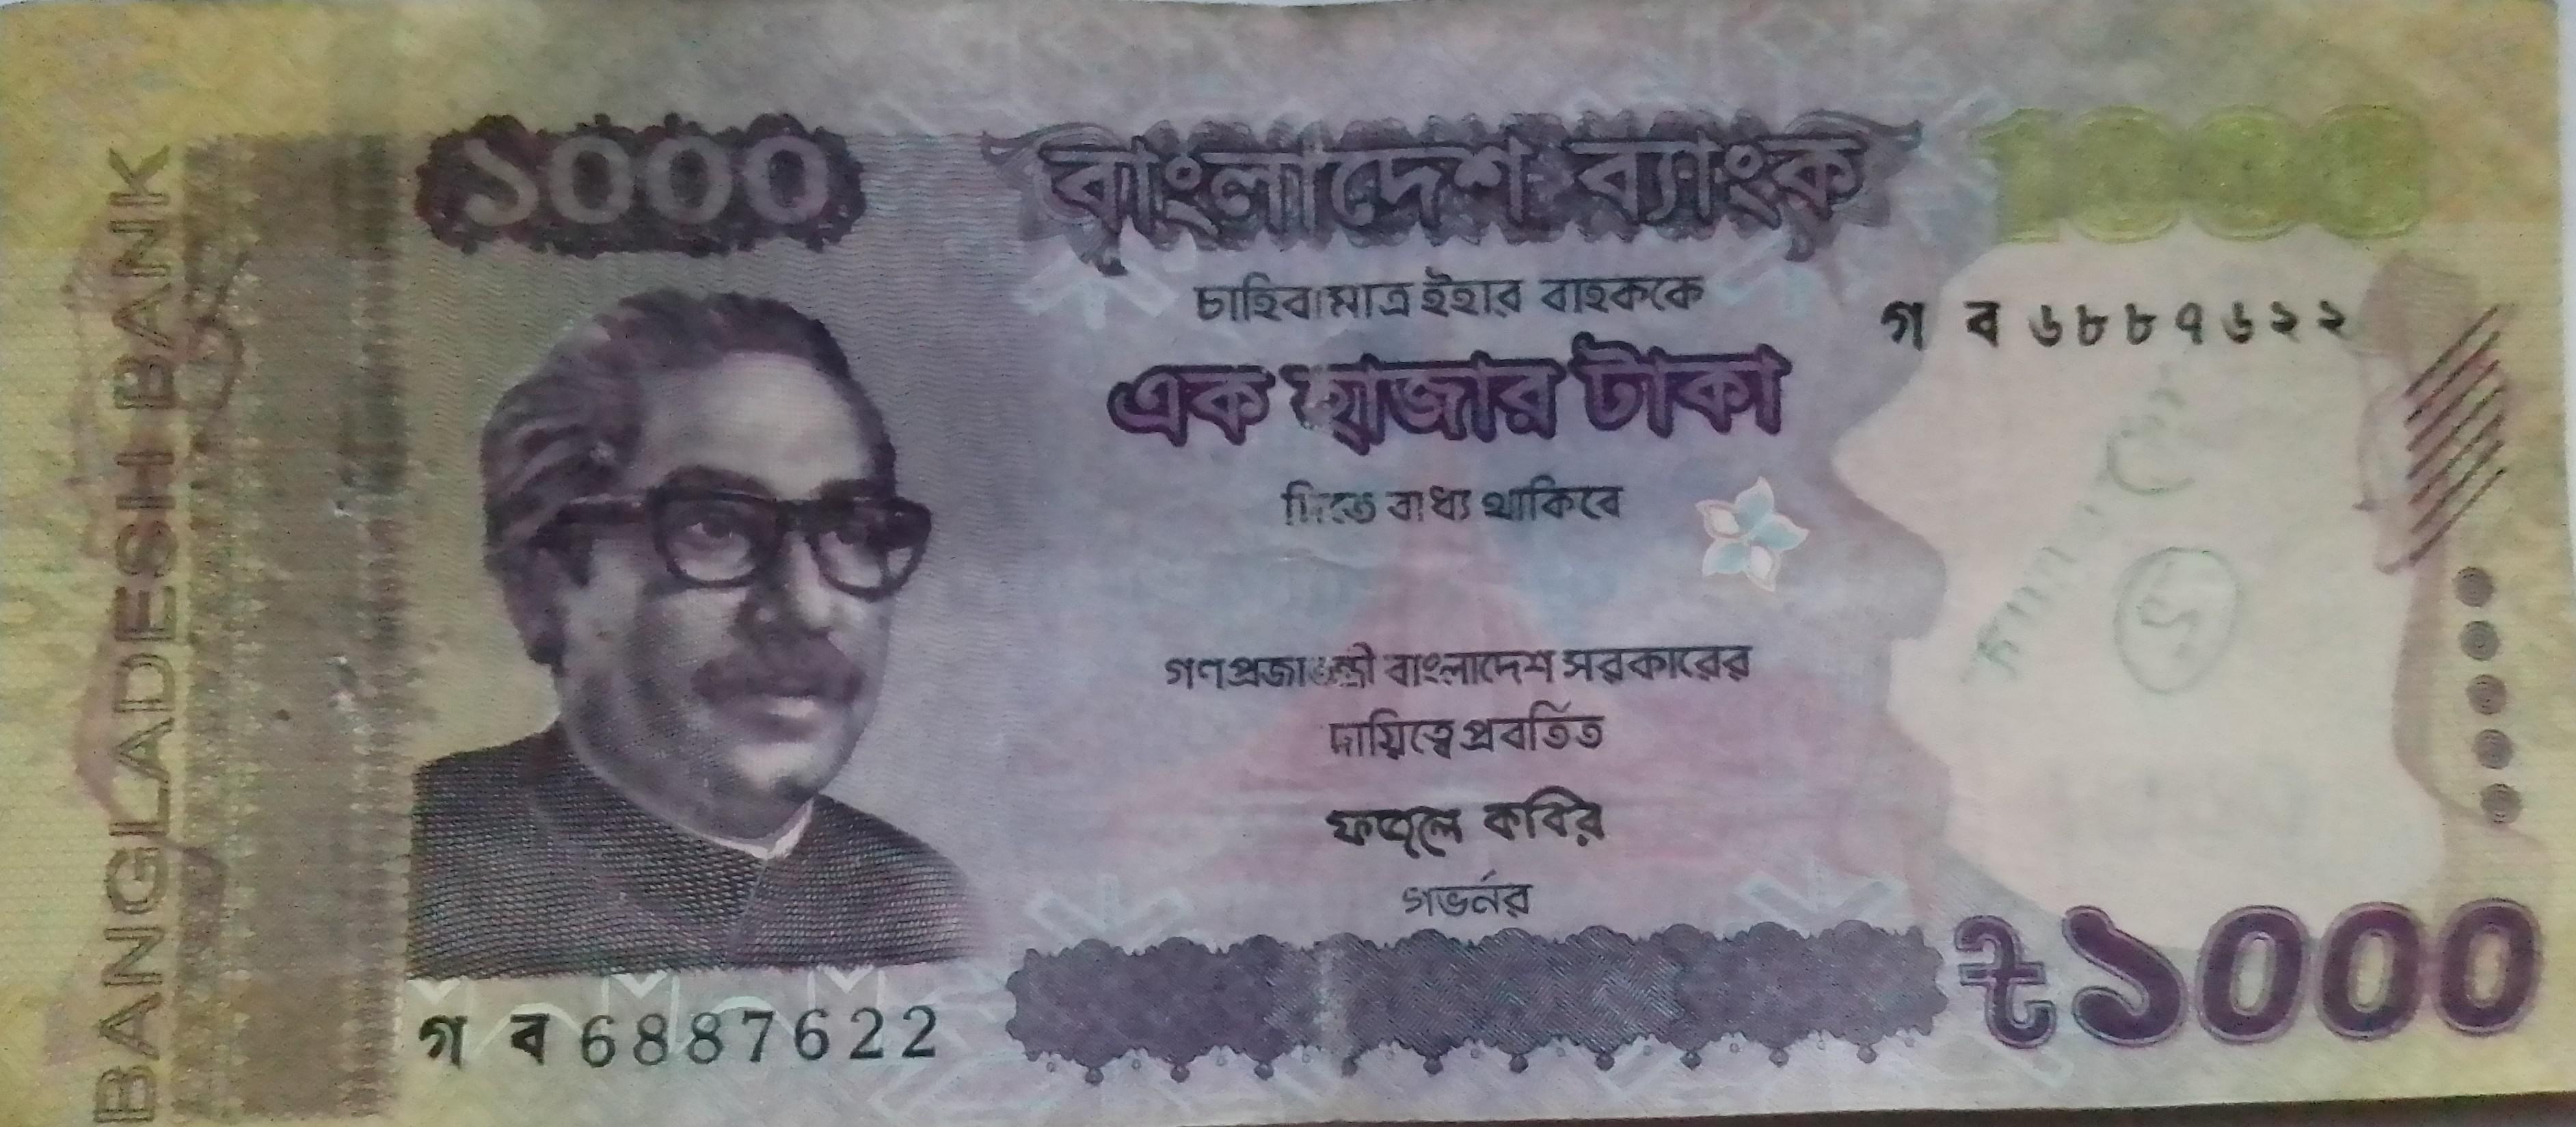 BANGLADESH BANK
১০০০
বাংলাদেশ ব্যাংক
1000
চাহিবামাত্র ইহার বাহককে
গ ব ৬৮৮৭৬২২
এক হাজার টাকা
দিতে বাধ্য থাকিবে
গণপ্রজাতন্ত্রী বাংলাদেশ সরকারের
দায়িত্বে প্রবর্তিত
ফজলে কবির
গভর্নর
গ ব 6887622
৳১০০০